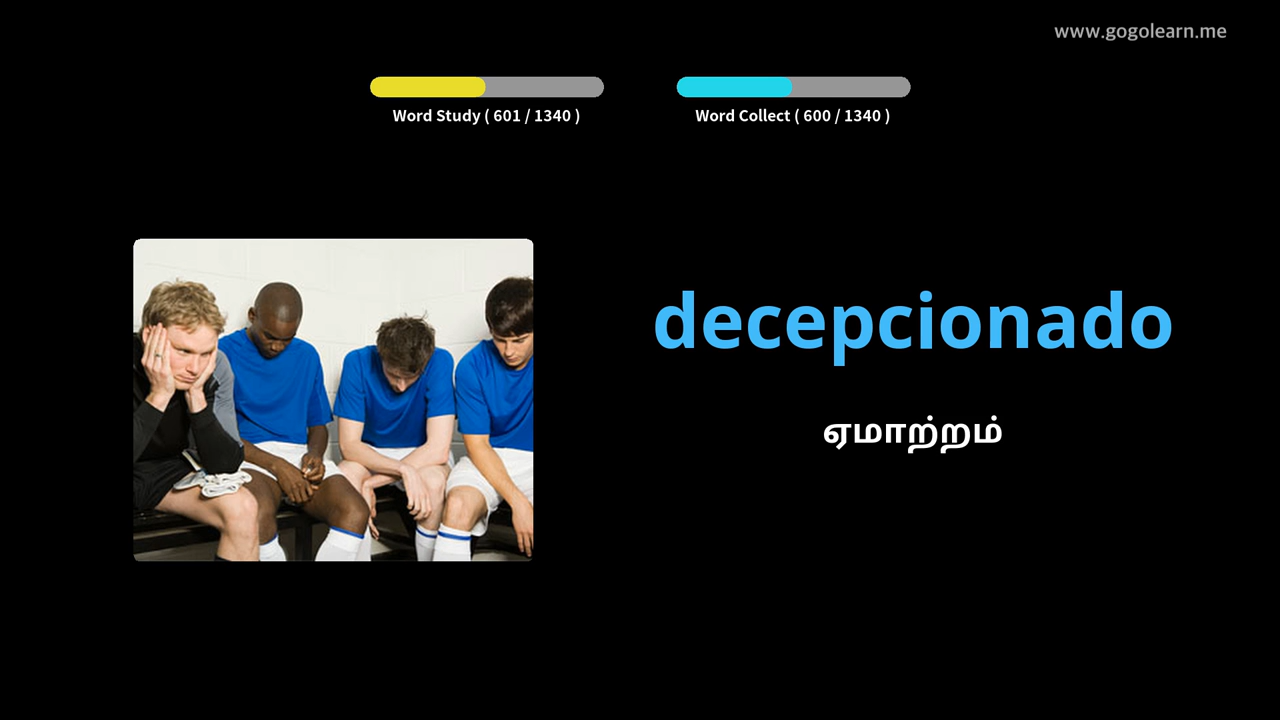 www.gogolearn.me
Word Study ( 601 / 1340 )
Word Collect ( 600 / 1340 )
decepcionado
ஏமாற்றம்